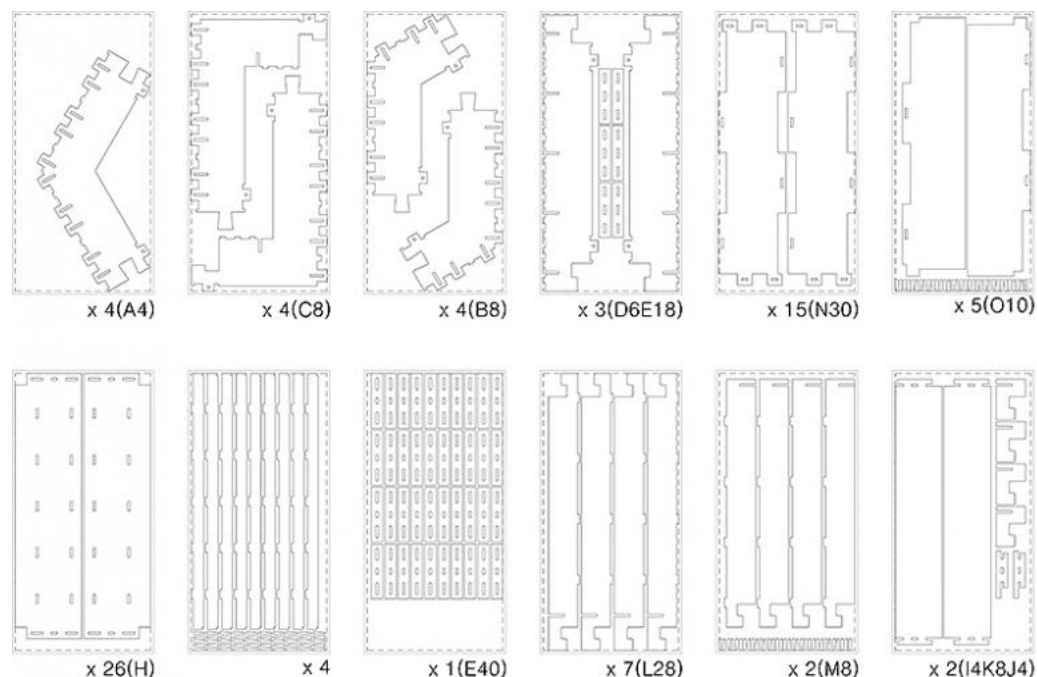 x 4(A4)
x 4(C8)
x 4(B8)
x 3(D6E18)
x 15(N30)
x 5(O10)
x 26(H)
x 4
x 1(E40)
x 7(L28)
x 2(M8)
x 2(I4K8J4)